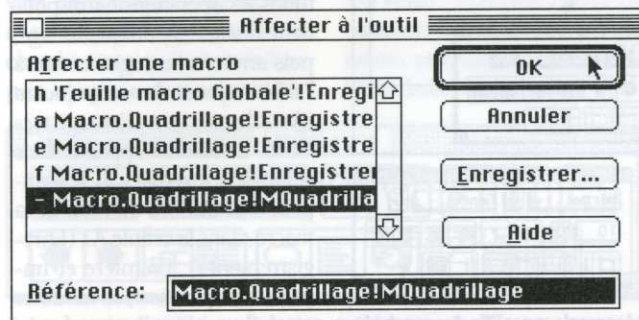 Affecter à l'outil
Affecter une macro
h 'Feuille macro Globale'!Enregi
a Macro.Quadrillage!Enregistre
e Macro.Quadrillage!Enregistre
f Macro.Quadrillage!Enregistrer
- Macro.Quadrillage!MQuadrilla
OK
Annuler
Enregistrer...
Aide
Référence: Macro.Quadrillage!MQuadrillage